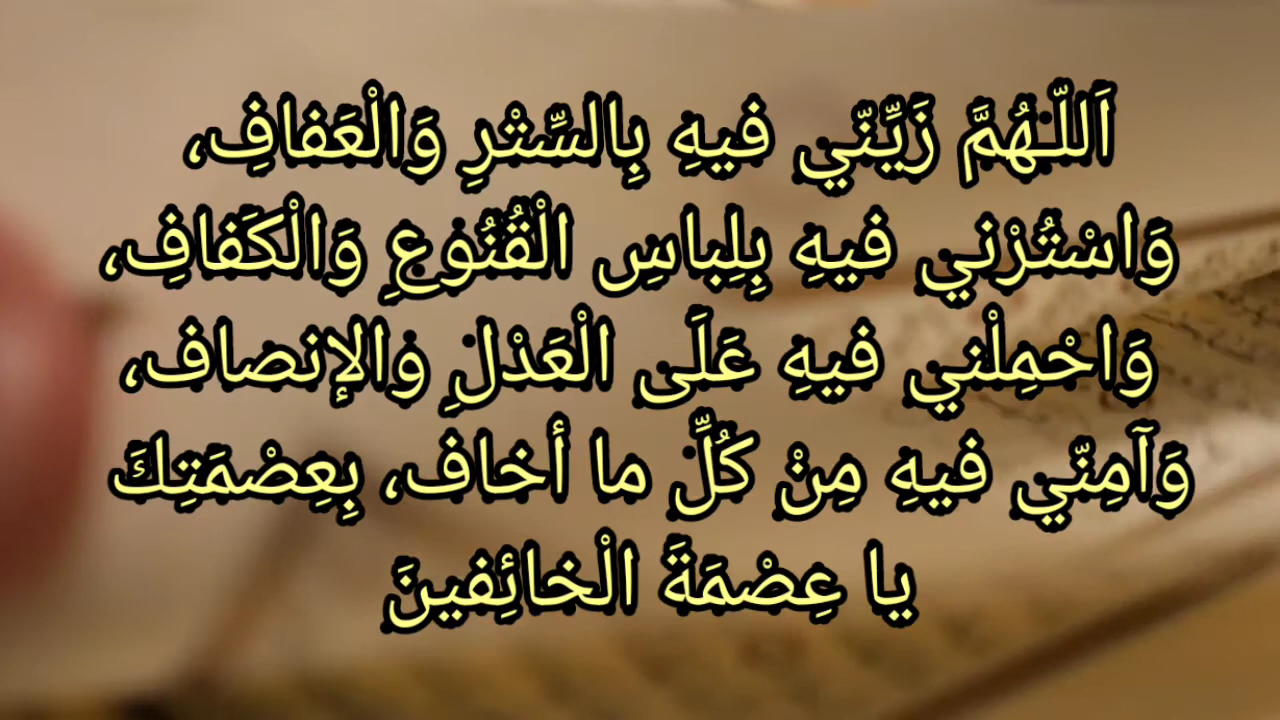 اَللّـهُمَّ زَيِّنّي فيهِ بِالسِّتْرِ وَالْعَفافِ،
وَاسْتُرْني فيهِ بِلِباسِ الْقُنُوعِ وَالْكَفافِ،
وَاحْمِلْني فيهِ عَلَى الْعَدْلِ والإنصاف،
وَآمِنّي فيهِ مِنْ كُلِّ ما أخاف، بِعِصْمَتِكَ
يا عِصْمَةَ الْخائِفينَ